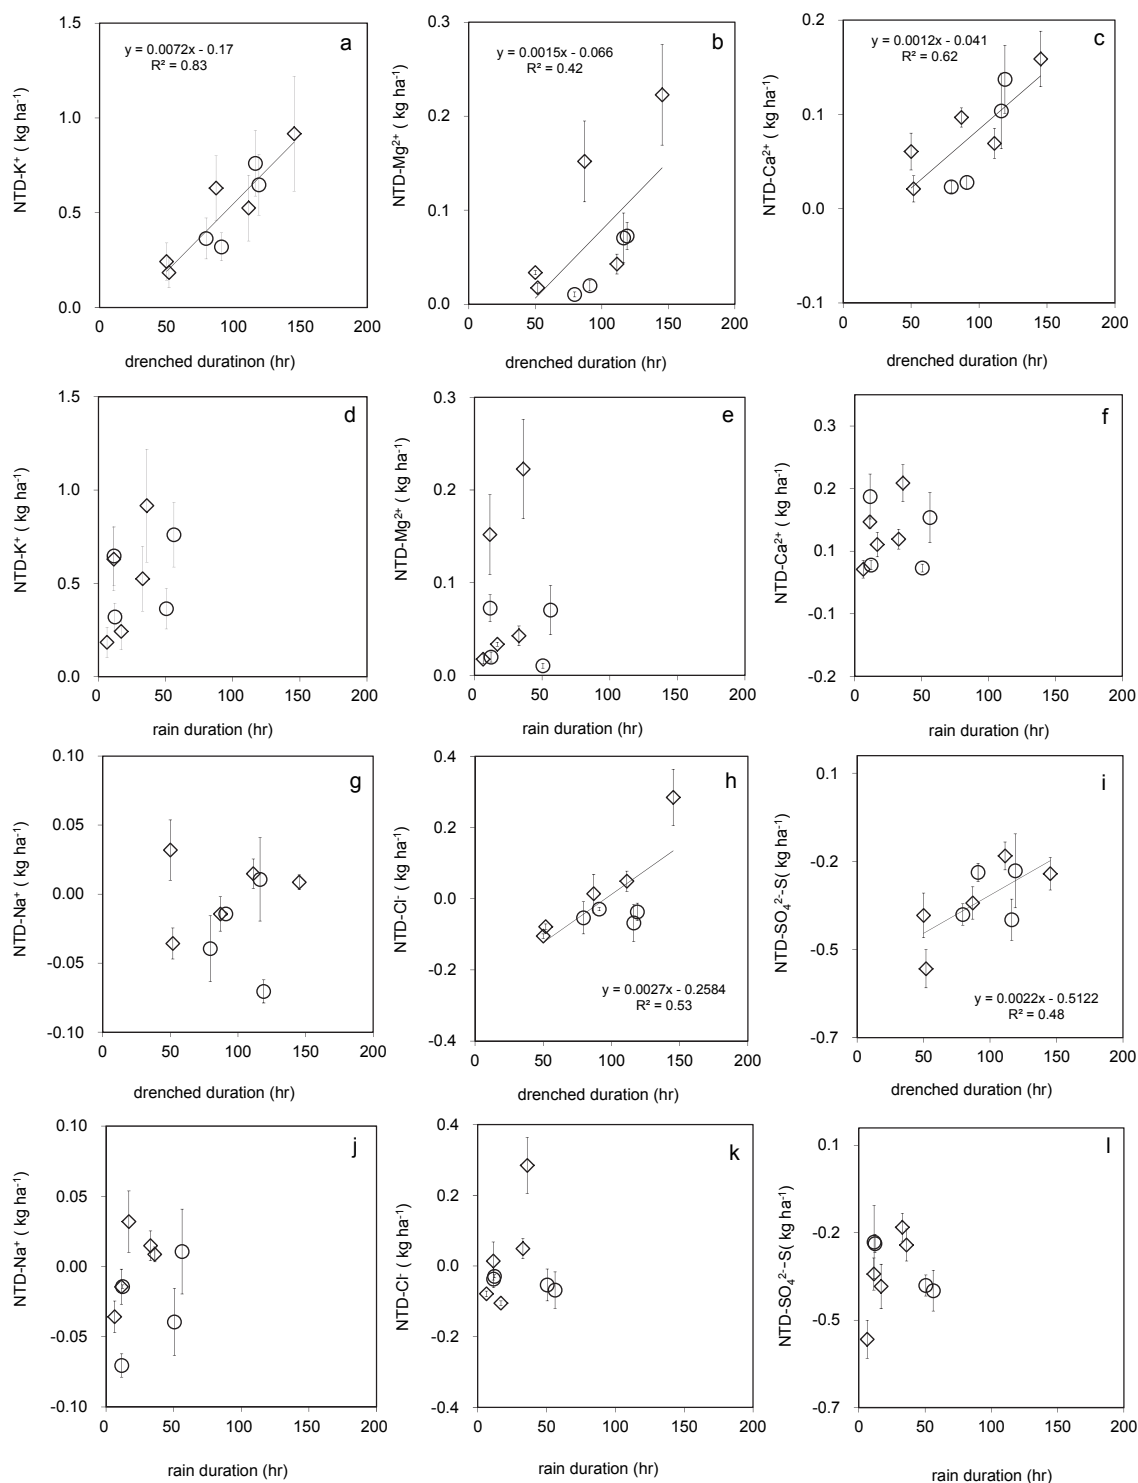 a
y = 0.0072x - 0.17
R² = 0.83
NTD-K⁺ ( kg ha⁻¹)
1.5
1.0
0.5
0.0
0 50 100 150 200
drenched duratinon (hr)
b
y = 0.0015x - 0.066
R² = 0.42
NTD-Mg²⁺ ( kg ha⁻¹)
0.3
0.2
0.1
0.0
0 50 100 150 200
drenched duration (hr)
c
y = 0.0012x - 0.041
R² = 0.62
NTD-Ca²⁺ ( kg ha⁻¹)
0.2
0.1
0.0
-0.1
0 50 100 150 200
drenched duration (hr)
d
NTD-K⁺ ( kg ha⁻¹)
1.5
1.0
0.5
0.0
0 50 100 150 200
rain duration (hr)
e
NTD-Mg²⁺ ( kg ha⁻¹)
0.3
0.2
0.1
0.0
0 50 100 150 200
rain duration (hr)
f
NTD-Ca²⁺ ( kg ha⁻¹)
0.3
0.2
0.1
-0.1
-0.2
0 50 100 150 200
rain duration (hr)
g
NTD-Na⁺ ( kg ha⁻¹)
0.10
0.05
0.00
-0.05
-0.10
0 50 100 150 200
drenched duration (hr)
h
NTD-Cl⁻ ( kg ha⁻¹)
0.4
0.2
0.0
-0.2
-0.4
y = 0.0027x - 0.2584
R² = 0.53
0 50 100 150 200
drenched duration (hr)
i
NTD-SO₄²⁻-S( kg ha⁻¹)
0.1
-0.2
-0.5
-0.7
y = 0.0022x - 0.5122
R² = 0.48
0 50 100 150 200
drenched duration (hr)
j
NTD-Na⁺ ( kg ha⁻¹)
0.10
0.05
0.00
-0.05
-0.10
0 50 100 150 200
rain duration (hr)
k
NTD-Cl⁻ ( kg ha⁻¹)
0.4
0.2
0.0
-0.2
-0.4
0 50 100 150 200
rain duration (hr)
l
NTD-SO₄²⁻-S( kg ha⁻¹)
0.1
-0.2
-0.5
-0.7
0 50 100 150 200
rain duration (hr)